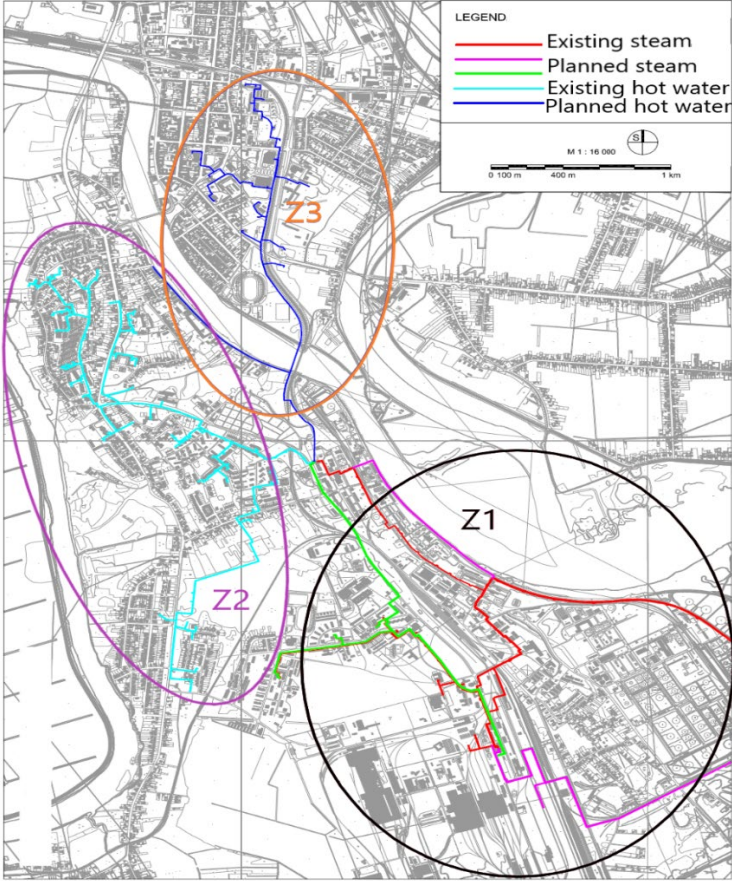 LEGEND
Existing steam
Planned steam
Existing hot water
Planned hot water
S
M 1 : 16 000
0 100 m 400 m 1 km
Z3
Z1
Z2